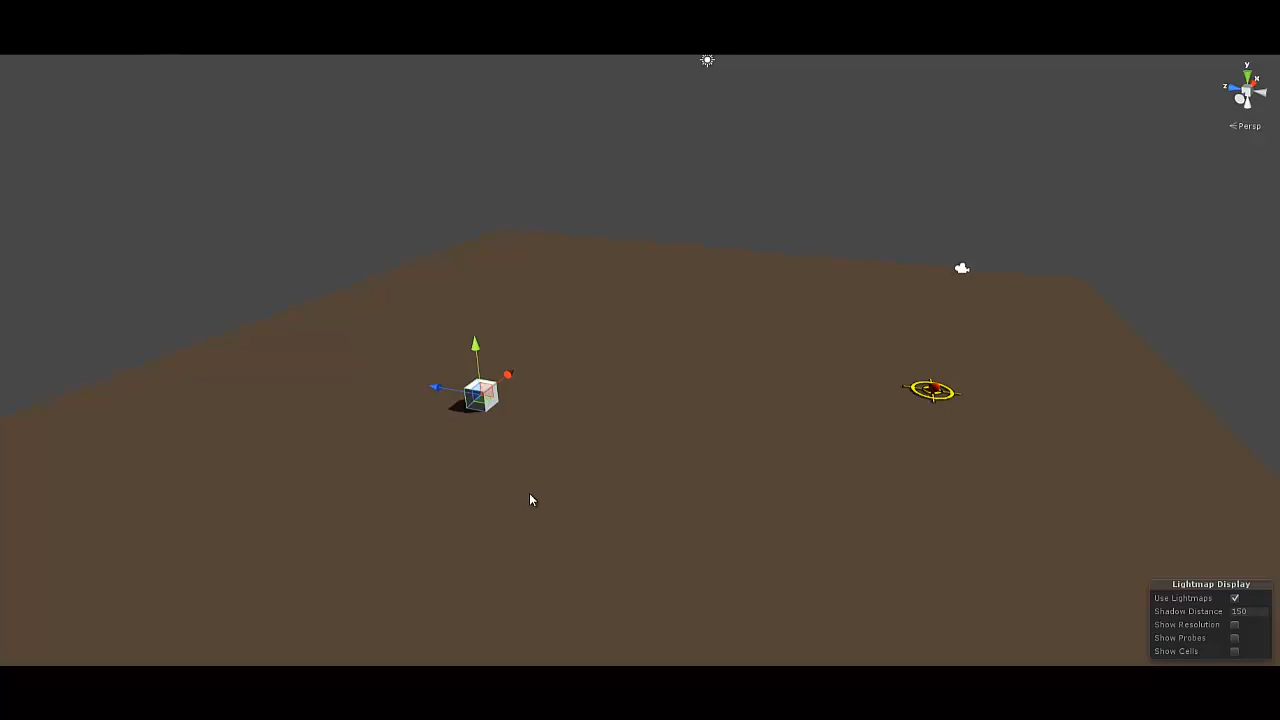 y
x
z
Persp
Lightmap Display
Use Lightmaps
Shadow Distance 150
Show Resolution
Show Probes
Show Cells